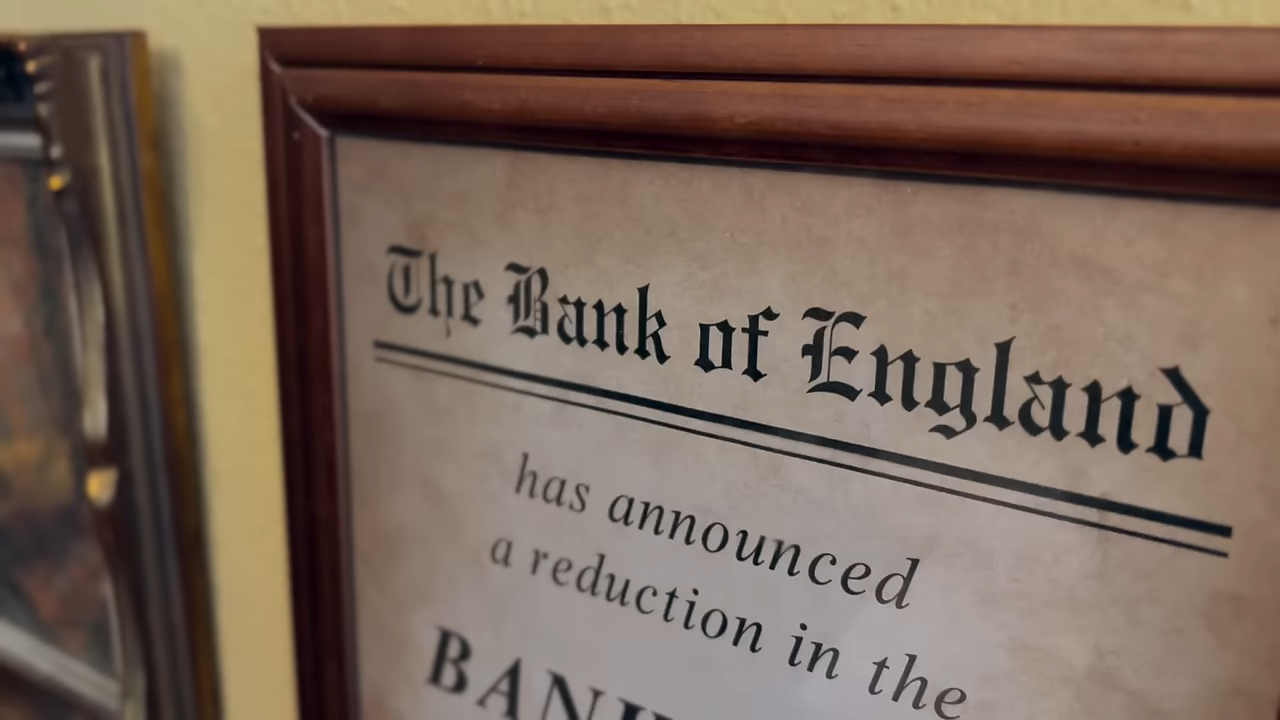 The Bank of England
has announced
a reduction in the